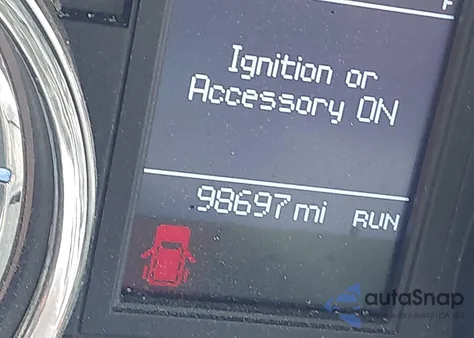 F
Ignition or
Accessory ON
98697 mi RUN
autoSnap